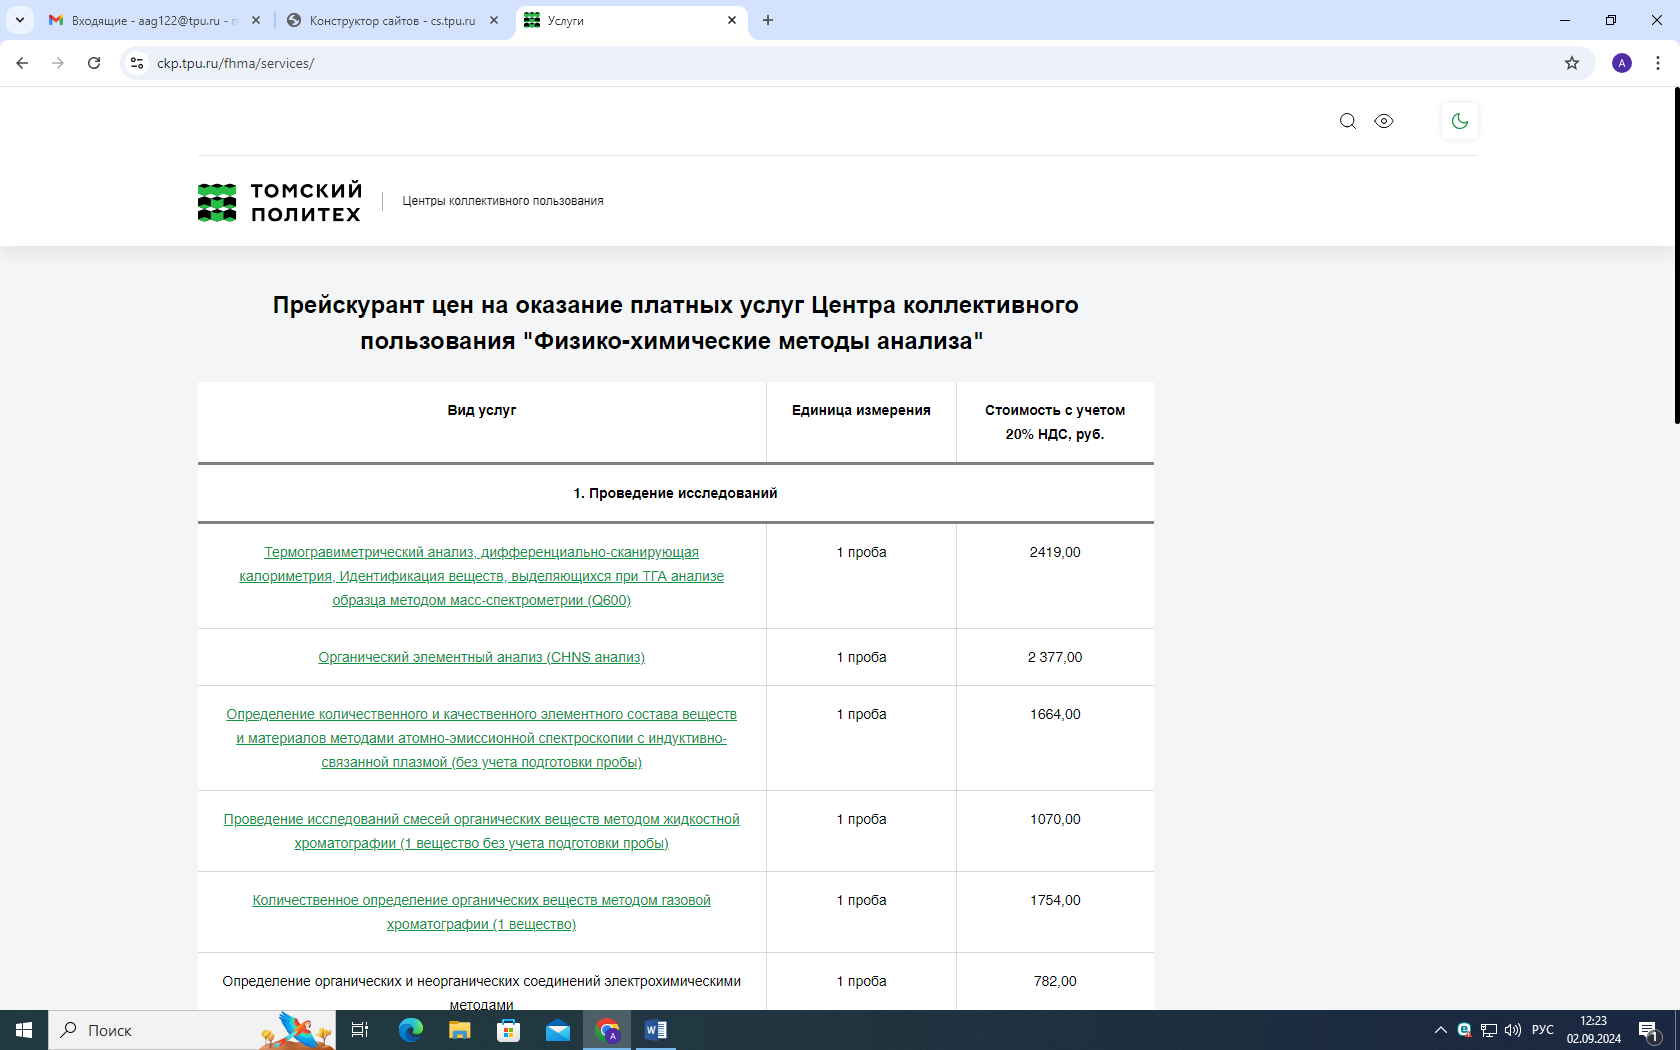 Входящие - aag122@tpu.ru - п
Конструктор сайтов - cs.tpu.ru
Услуги
ckp.tpu.ru/fhma/services/
A
ТОМСКИЙ
ПОЛИТЕХ
Центры коллективного пользования
Прейскурант цен на оказание платных услуг Центра коллективного
пользования "Физико-химические методы анализа"
Вид услуг
Единица измерения
Стоимость с учетом
20% НДС, руб.
1. Проведение исследований
Термогравиметрический анализ, дифференциально-сканирующая
калориметрия, Идентификация веществ, выделяющихся при ТГА анализе
образца методом масс-спектрометрии (Q600)
1 проба
2419,00
Органический элементный анализ (CHNS анализ)
1 проба
2 377,00
Определение количественного и качественного элементного состава веществ
и материалов методами атомно-эмиссионной спектроскопии с индуктивно-
связанной плазмой (без учета подготовки пробы)
1 проба
1664,00
Проведение исследований смесей органических веществ методом жидкостной
хроматографии (1 вещество без учета подготовки пробы)
1 проба
1070,00
Количественное определение органических веществ методом газовой
хроматографии (1 вещество)
1 проба
1754,00
Определение органических и неорганических соединений электрохимическими
методами
1 проба
782,00
Поиск
A
W
РУС
12:23
02.09.2024
1